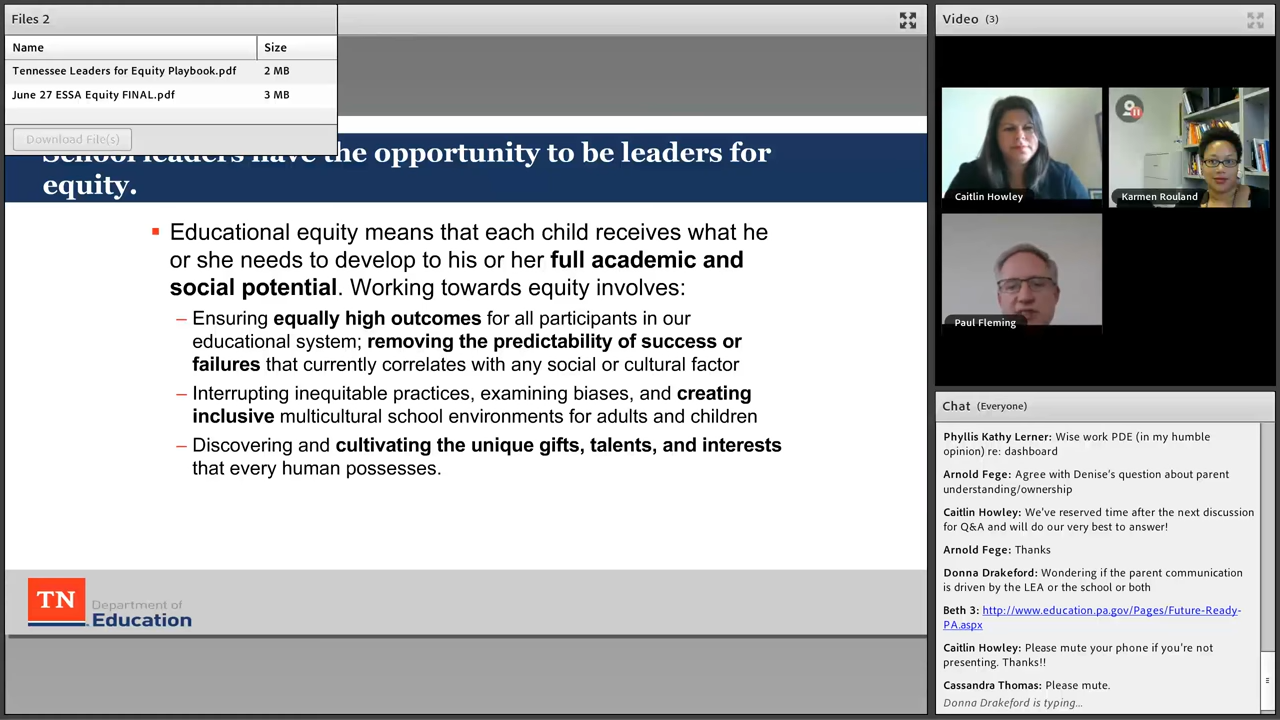 Files 2
Name Size
Tennessee Leaders for Equity Playbook.pdf 2 MB
June 27 ESSA Equity FINAL.pdf 3 MB
Download File(s)
School leaders have the opportunity to be leaders for
equity.
Educational equity means that each child receives what he
or she needs to develop to his or her full academic and
social potential. Working towards equity involves:
– Ensuring equally high outcomes for all participants in our
educational system; removing the predictability of success or
failures that currently correlates with any social or cultural factor
– Interrupting inequitable practices, examining biases, and creating
inclusive multicultural school environments for adults and children
– Discovering and cultivating the unique gifts, talents, and interests
that every human possesses.
TN
Department of
Education
Video (3)
Caitlin Howley
Karmen Rouland
Paul Fleming
Chat (Everyone)
Phyllis Kathy Lerner: Wise work PDE (in my humble
opinion) re: dashboard
Arnold Fege: Agree with Denise's question about parent
understanding/ownership
Caitlin Howley: We've reserved time after the next discussion
for Q&A and will do our very best to answer!
Arnold Fege: Thanks
Donna Drakeford: Wondering if the parent communication
is driven by the LEA or the school or both
Beth 3: http://www.education.pa.gov/Pages/Future-Ready-
PA.aspx
Caitlin Howley: Please mute your phone if you're not
presenting. Thanks!!
Cassandra Thomas: Please mute.
Donna Drakeford is typing...